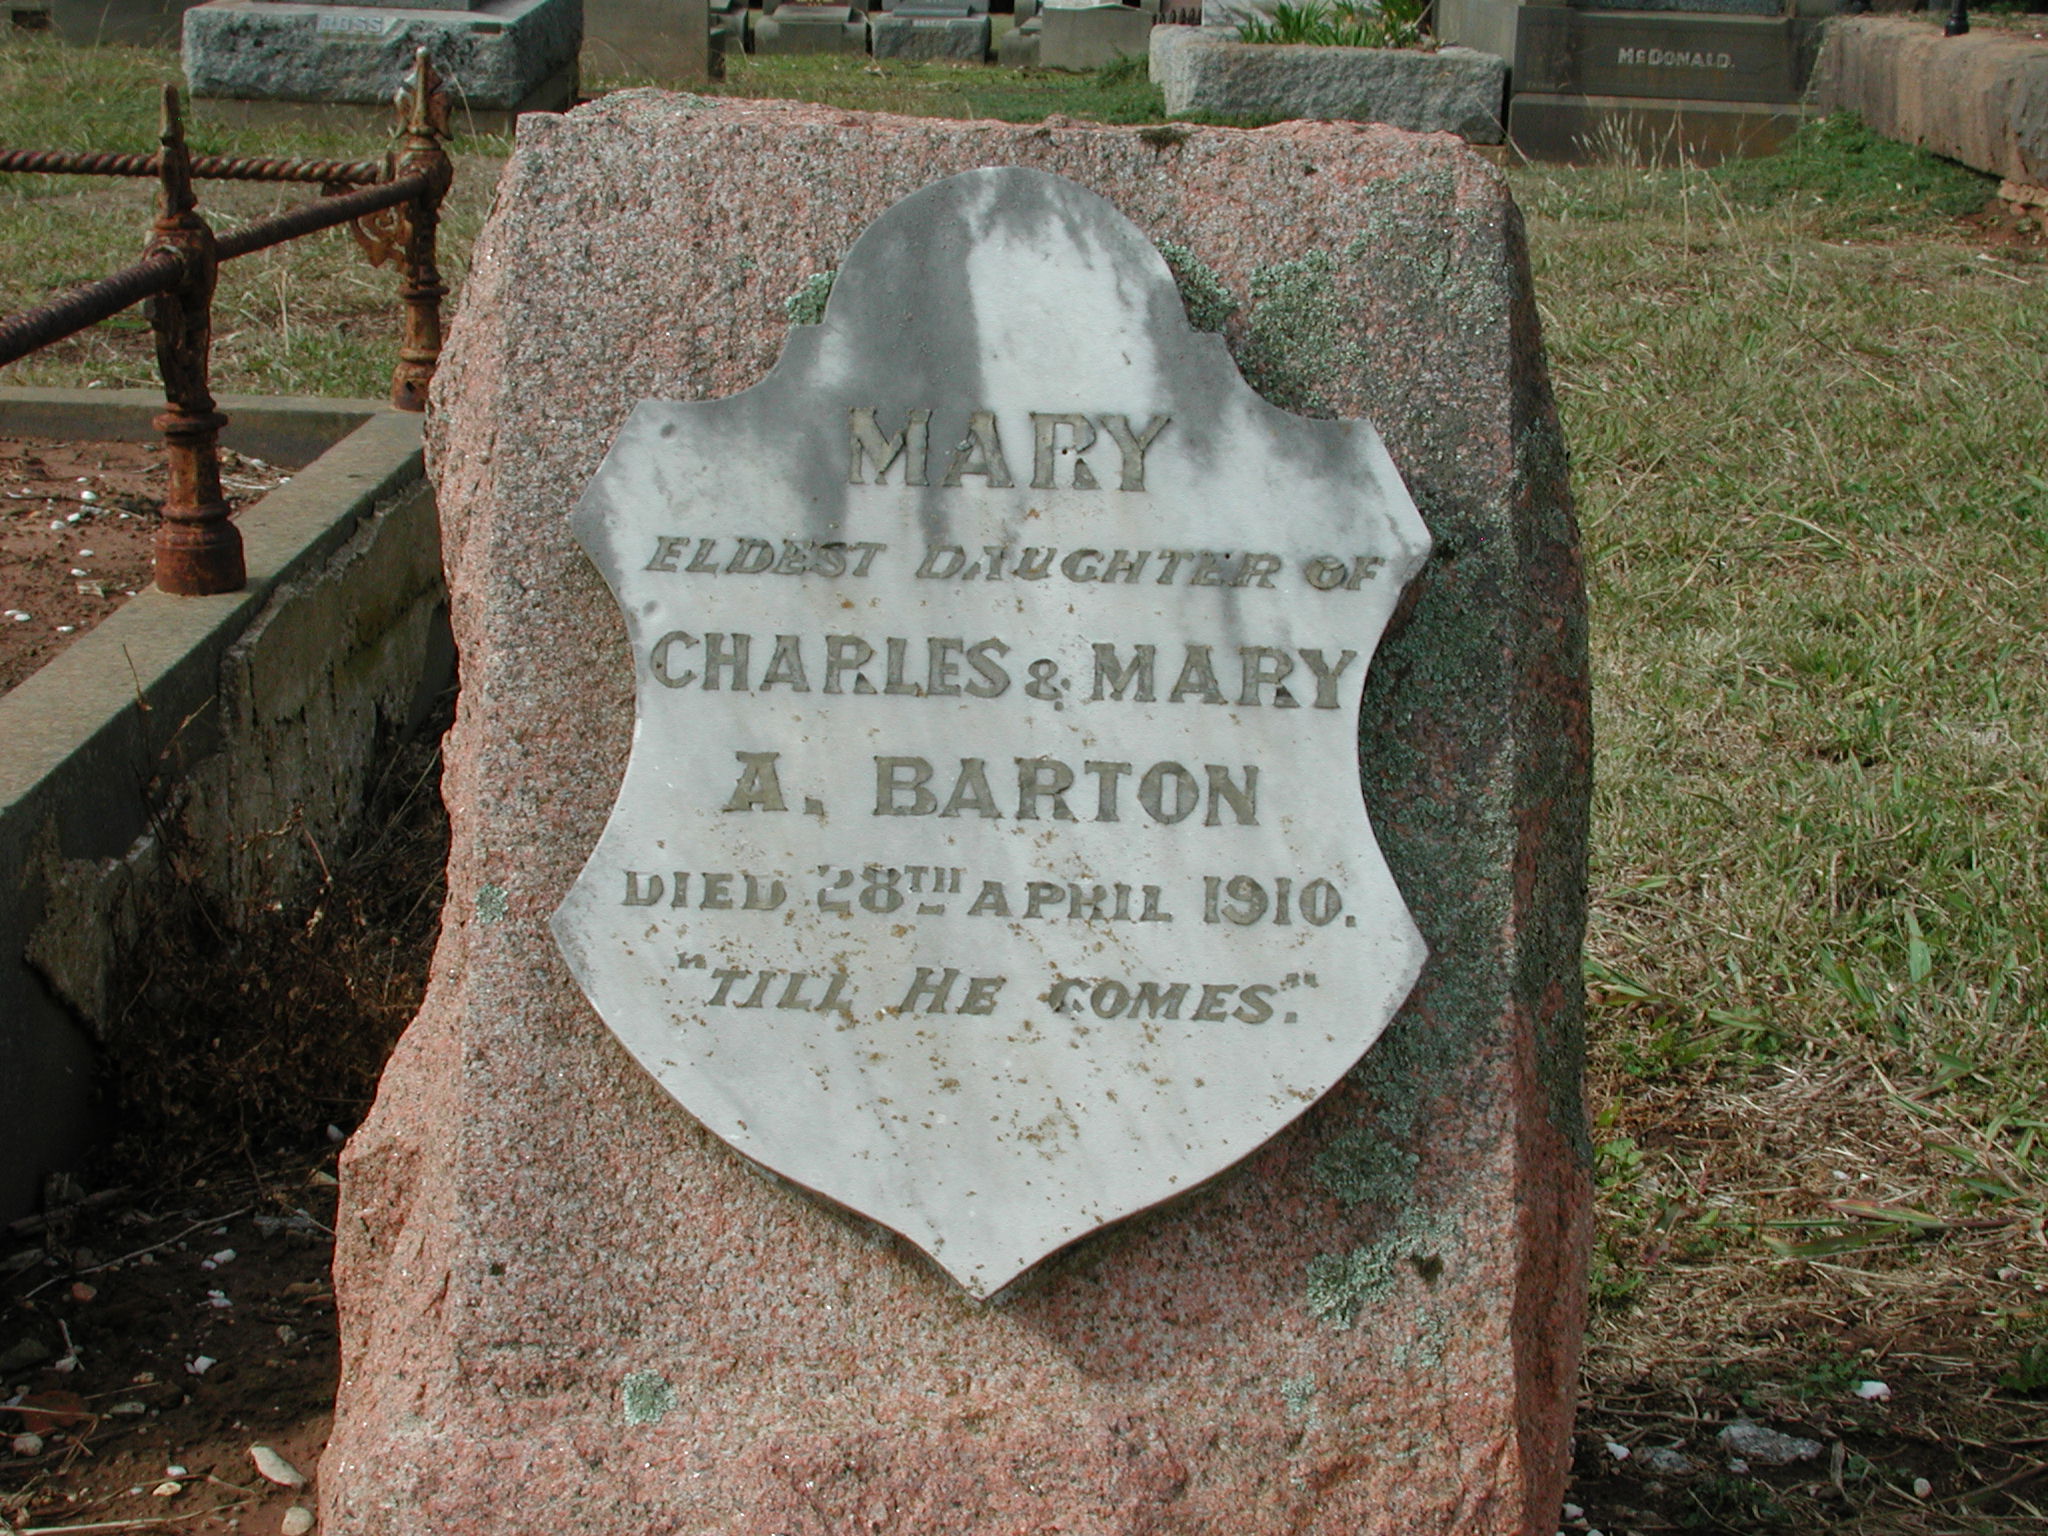 ROSS
McDONALD.
MARY
ELDEST DAUGHTER OF
CHARLES & MARY
A. BARTON
DIED 28TH APRIL 1910.
"TILL HE COMES."